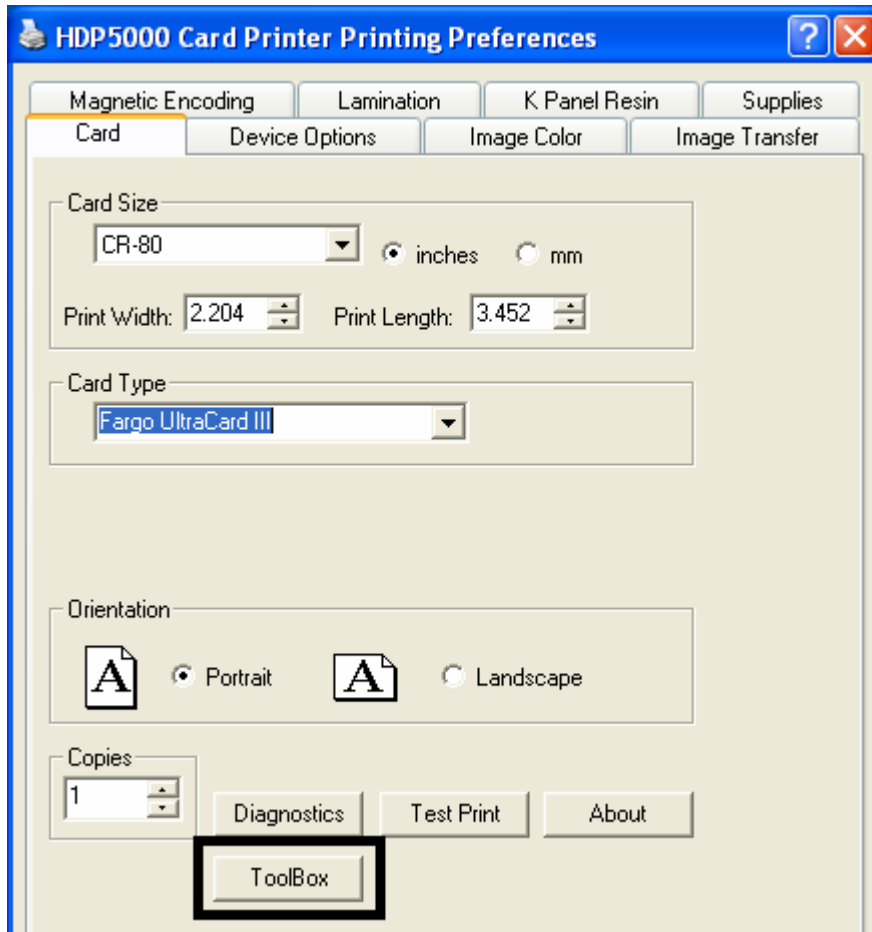 HDP5000 Card Printer Printing Preferences
Magnetic Encoding Lamination K Panel Resin Supplies
Card Device Options Image Color Image Transfer
Card Size
CR-80 inches mm
Print Width: 2.204 Print Length: 3.452
Card Type
Fargo UltraCard III
Orientation
A Portrait A Landscape
Copies
1 Diagnostics Test Print About
ToolBox